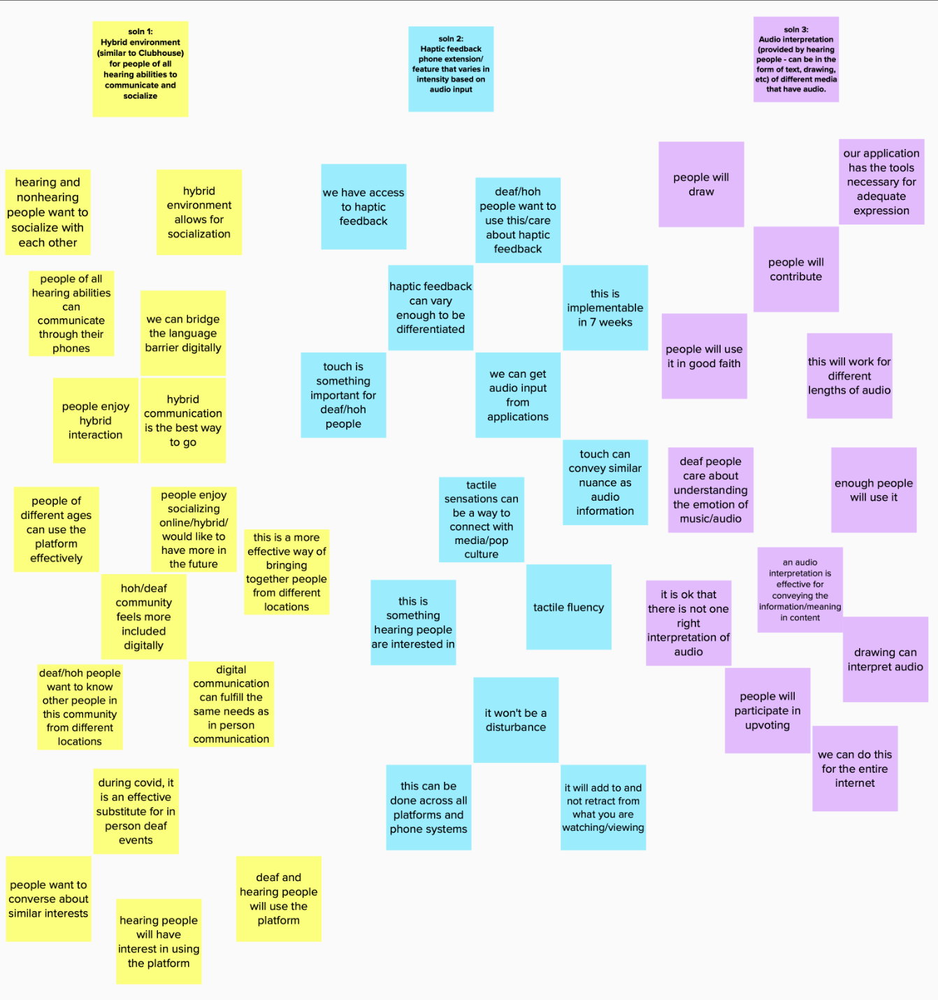 soln 1:
Hybrid environment
(similar to Clubhouse)
for people of all
hearing abilities to
communicate and
socialize
hearing and
nonhearing
people want to
socialize with
each other
hybrid
environment
allows for
socialization
people of all
hearing abilities
can
communicate
through their
phones
we can bridge
the language
barrier digitally
people enjoy
hybrid
interaction
hybrid
communication
is the best way
to go
people of
different ages
can use the
platform
effectively
people enjoy
socializing
online/hybrid/
would like to
have more in
the future
this is a more
effective way of
bringing
together people
from different
locations
hoh/deaf
community
feels more
included
digitally
deaf/hoh people
want to know
other people in
this community
from different
locations
digital
communication
can fulfill the
same needs as
in person
communication
during covid, it
is an effective
substitute for in
person deaf
events
people want to
converse about
similar interests
hearing people
will have
interest in using
the platform
deaf and
hearing people
will use the
platform
soln 2:
Haptic feedback
phone extension/
feature that varies in
intensity based on
audio input
we have access
to haptic
feedback
deaf/hoh
people want to
use this/care
about haptic
feedback
haptic feedback
can vary
enough to be
differentiated
this is
implementable
in 7 weeks
touch is
something
important for
deaf/hoh
people
we can get
audio input
from
applications
touch can
convey similar
nuance as
audio
information
tactile
sensations can
be a way to
connect with
media/pop
culture
this is
something
hearing people
are interested in
tactile fluency
it won't be a
disturbance
this can be
done across all
platforms and
phone systems
it will add to and
not retract from
what you are
watching/viewing
soln 3:
Audio interpretation
(provided by hearing
people - can be in the
form of text, drawing,
etc) of different media
that have audio.
people will
draw
our application
has the tools
necessary for
adequate
expression
people will
contribute
people will use
it in good faith
this will work for
different
lengths of audio
deaf people
care about
understanding
the emotion of
music/audio
enough people
will use it
an audio
interpretation is
effective for
conveying the
information/meaning
in content
it is ok that
there is not one
right
interpretation of
audio
drawing can
interpret audio
people will
participate in
upvoting
we can do this
for the entire
internet